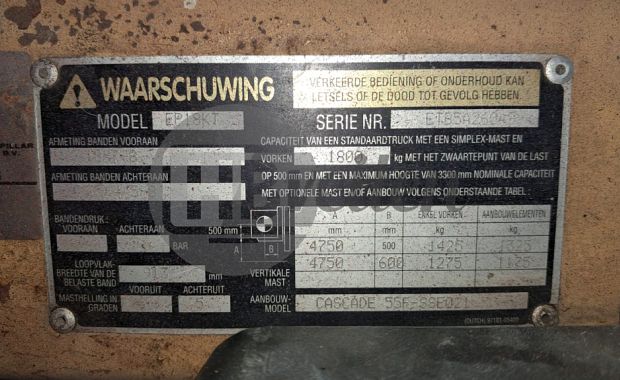 WAARSCHUWING
VERKEERDE BEDIENING OF ONDERHOUD KAN
LETSELS OF DE DOOD TOT GEVOLG HEBBEN.
MODEL EP18KT
SERIE NR.
AFMETING BANDEN VOORAAN
CAPACITEIT VAN EEN STANDAARDTRUCK MET EEN SIMPLEX-MAST EN
VORKEN 1800 kg MET HET ZWAARTEPUNT VAN DE LAST
AFMETING BANDEN ACHTERAAN
OP 500 mm EN MET EEN MAXIMUM HOOGTE VAN 3300 mm NOMINALE CAPACITEIT
MET OPTIONELE MAST EN/OF AANBOUW VOLGENS ONDERSTAANDE TABEL :
BANDENDRUK :
VOORAAN ACHTERAAN
BAR
500 mm
A B
A B ENKEL VORKEN AANBOUWELEMENTEN
mm mm kg kg
4750 500 1425
4750 600 1275
LOOPVLAK-
BREEDTE VAN DE
BELASTE BAND
VERTIKALE
MAST :
VOORUIT ACHTERUIT
MASTHELLING IN
GRADEN 5
AANBOUW-
MODEL CASCADE 55F-SSE021
(DUTCH) 97101-05400
PILLAR
B.V.